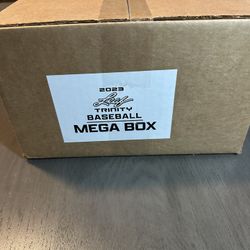 2023
Leaf
TRINITY
BASEBALL
MEGA BOX